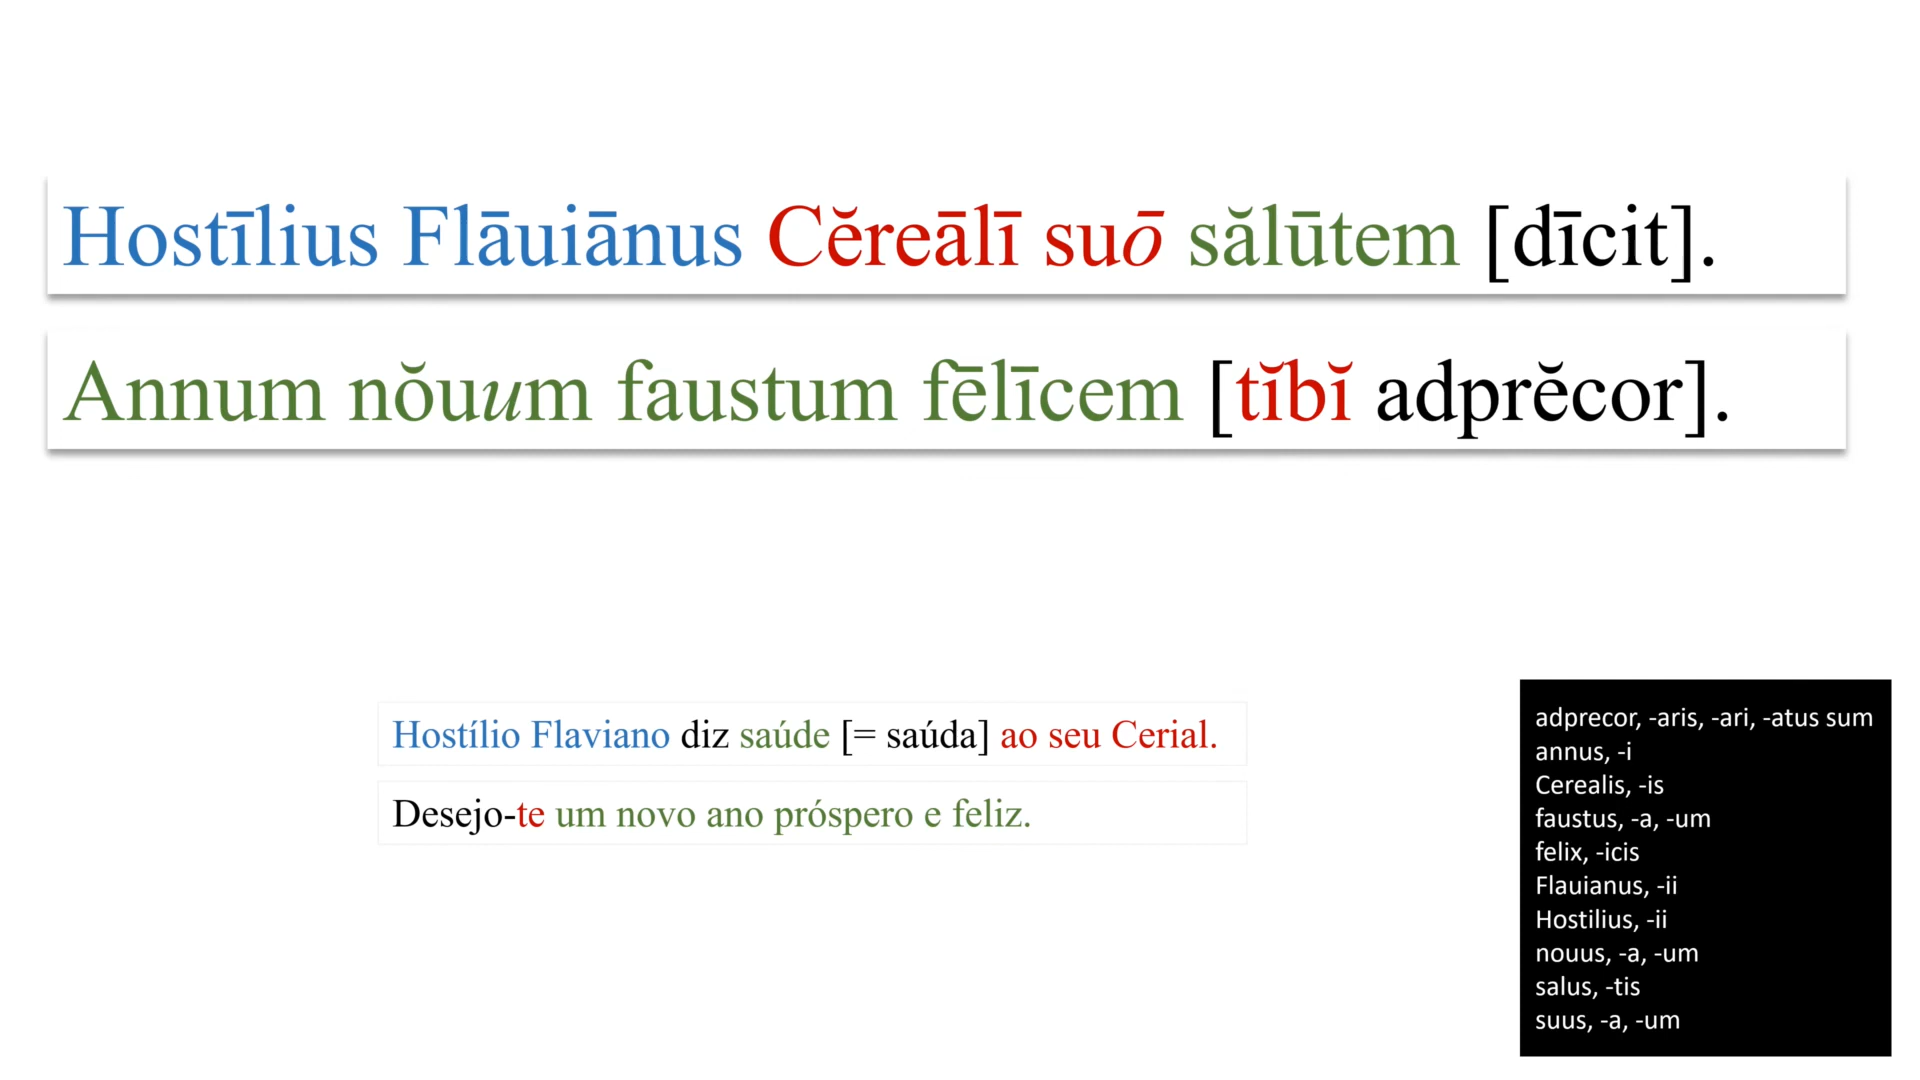 Hostīlius Flāuiānus Cĕreālī suō sălūtem [dīcit].
Annum nŏuum faustum fēlīcem [tĭbĭ adprĕcor].
Hostílio Flaviano diz saúde [= saúda] ao seu Cerial.
Desejo-te um novo ano próspero e feliz.
adprecor, -aris, -ari, -atus sum
annus, -i
Cerealis, -is
faustus, -a, -um
felix, -icis
Flauianus, -ii
Hostilius, -ii
nouus, -a, -um
salus, -tis
suus, -a, -um